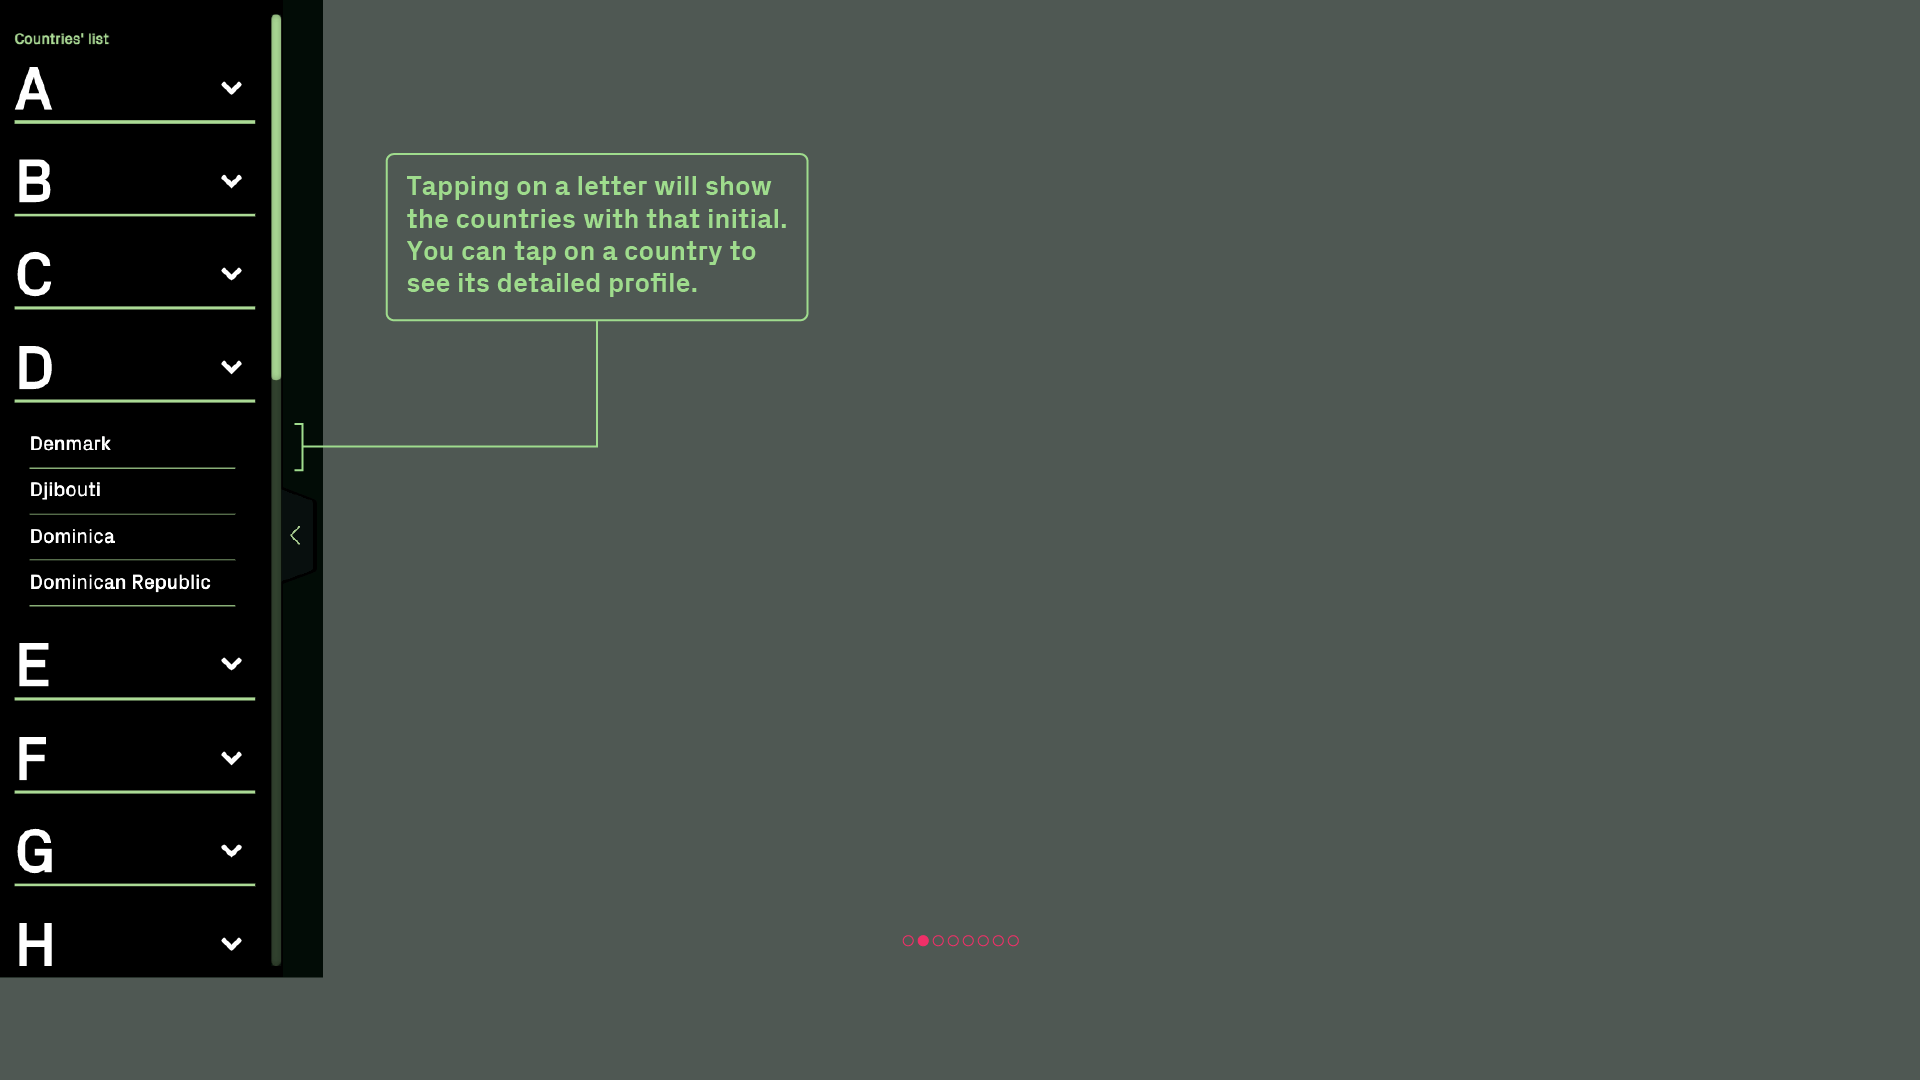 Countries' list
A
B
C
D
Denmark
Djibouti
Dominica
Dominican Republic
E
F
G
H
Tapping on a letter will show
the countries with that initial.
You can tap on a country to
see its detailed profile.